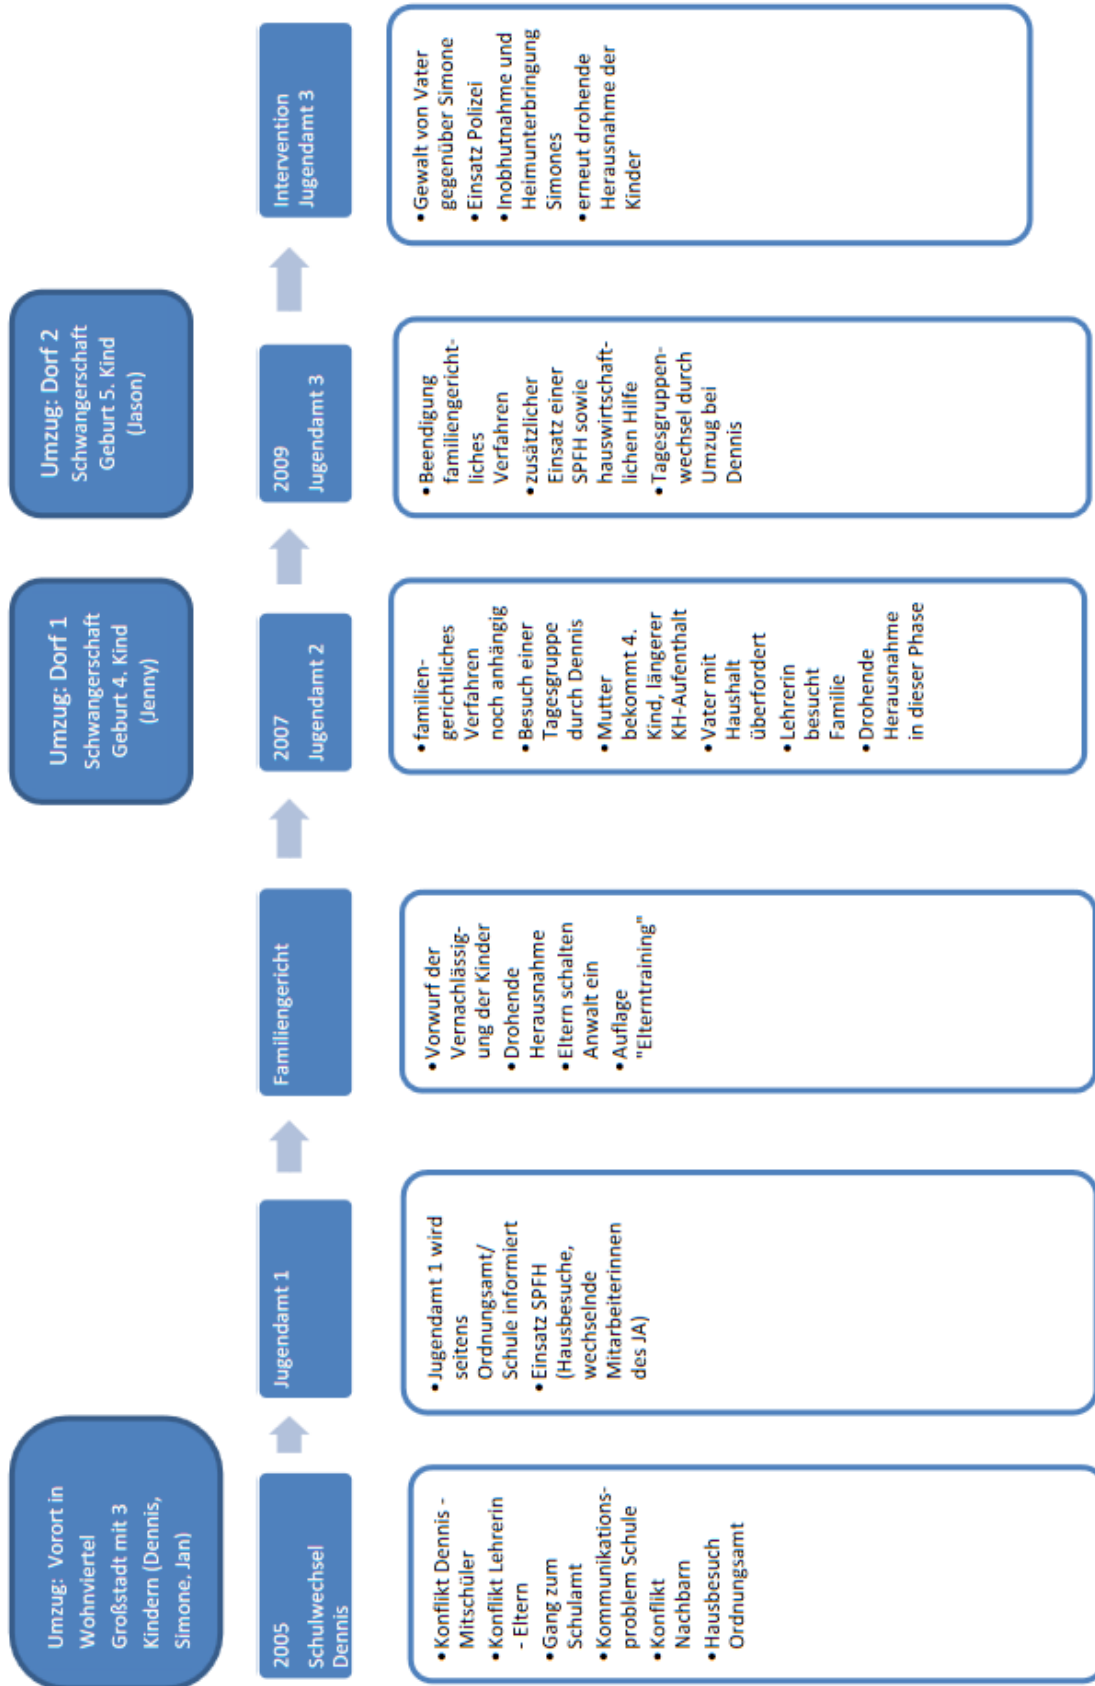 Umzug: Vorort in
Wohnviertel
Großstadt mit 3
Kindern (Dennis,
Simone, Jan)
Umzug: Dorf 1
Schwangerschaft
Geburt 4. Kind
(Jenny)
Umzug: Dorf 2
Schwangerschaft
Geburt 5. Kind
(Jason)
2005
Schulwechsel
Dennis
Jugendamt 1
Familiengericht
2007
Jugendamt 2
2009
Jugendamt 3
Intervention
Jugendamt 3
•Konflikt Dennis -
Mitschüler
•Konflikt Lehrerin
- Eltern
•Gang zum
Schulamt
•Kommunikations-
problem Schule
•Konflikt
Nachbarn
•Hausbesuch
Ordnungsamt
•Jugendamt 1 wird
seitens
Ordnungsamt/
Schule informiert
•Einsatz SPFH
(Hausbesuche,
wechselnde
Mitarbeiterinnen
des JA)
•Vorwurf der
Vernachlässig-
ung der Kinder
•Drohende
Herausnahme
•Eltern schalten
Anwalt ein
•Auflage
"Elterntraining"
•familien-
gerichtliches
Verfahren
noch anhängig
•Besuch einer
Tagesgruppe
durch Dennis
•Mutter
bekommt 4.
Kind, längerer
KH-Aufenthalt
•Vater mit
Haushalt
überfordert
•Lehrerin
besucht
Familie
•Drohende
Herausnahme
in dieser Phase
•Beendigung
familiengericht-
liches
Verfahren
•zusätzlicher
Einsatz einer
SPFH sowie
hauswirtschaft-
lichen Hilfe
•Tagesgruppen-
wechsel durch
Umzug bei
Dennis
•Gewalt von Vater
gegenüber Simone
•Einsatz Polizei
•Inobhutnahme und
Heimunterbringung
Simones
•erneut drohende
Herausnahme der
Kinder